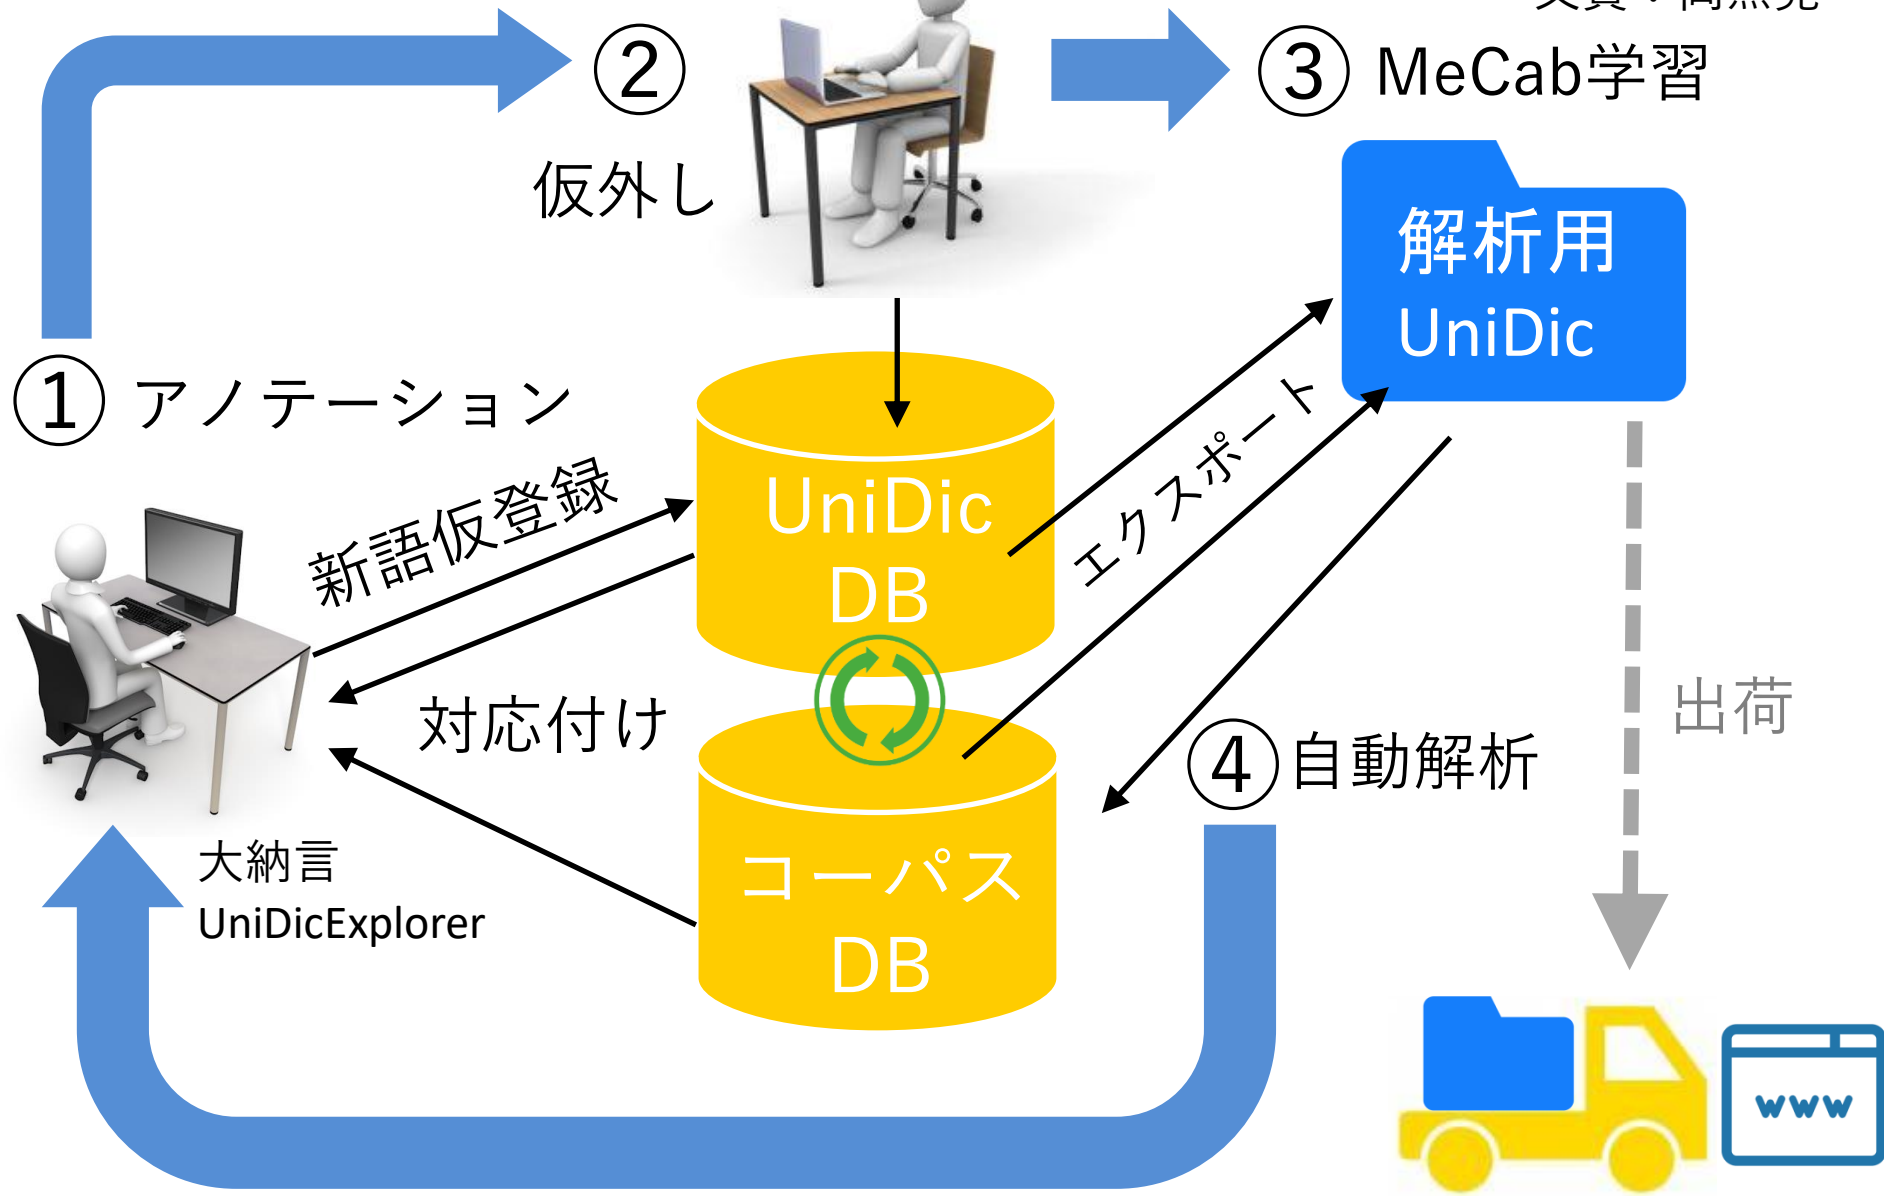 ②
③ MeCab学習
仮外し
解析用
UniDic
① アノテーション
エクスポート
新語仮登録
UniDic
DB
対応付け
出荷
④自動解析
大納言
UniDicExplorer
コーパス
DB
www